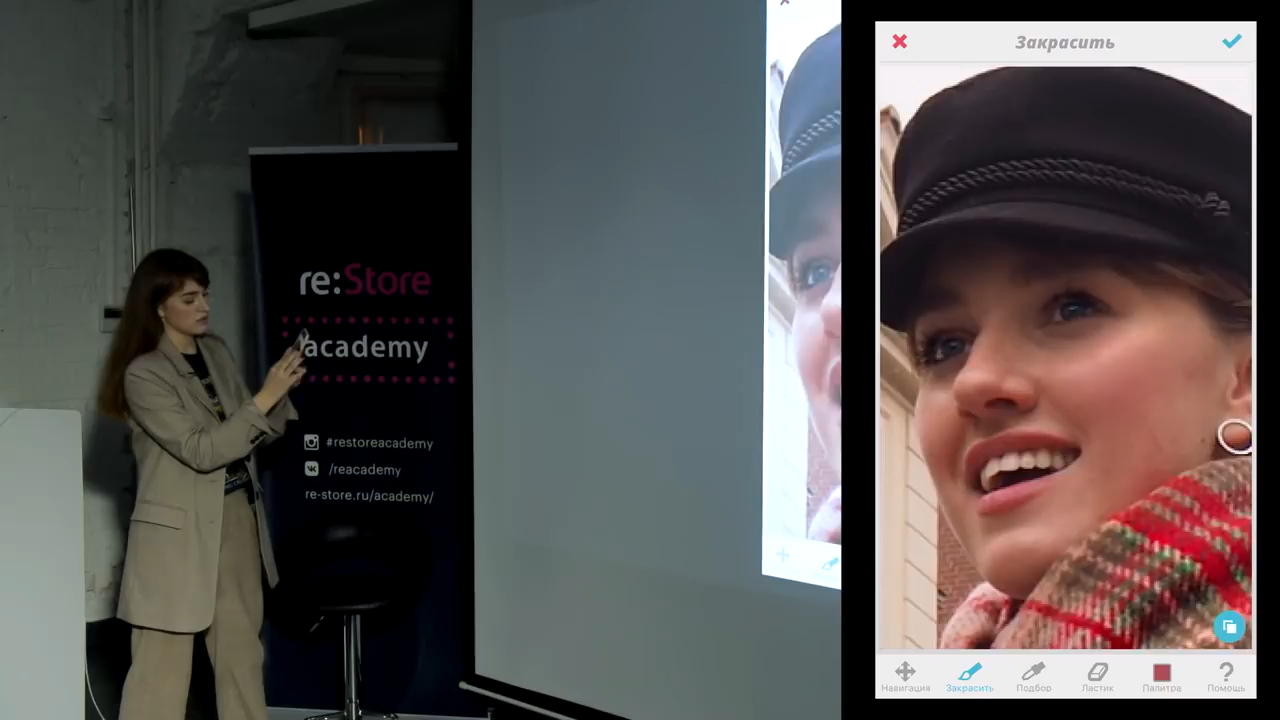 re:Store
academy
#restoreacademy
/reacademy
re-store.ru/academy/
Закрасить
Навигация
Закрасить
Подбор
Ластик
Палитра
Помощь